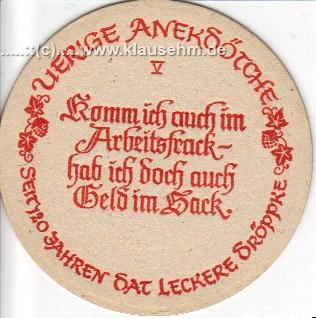 .....:(c)..... www.klausehm.de.....
UERIGE ANEKDÖTCHE
V
Komm ich auch im
Arbeitsfrack-
hab ich doch auch
Geld im Sack.
SEIT 120 JAHREN DAT LECKERE DRÖPPKE